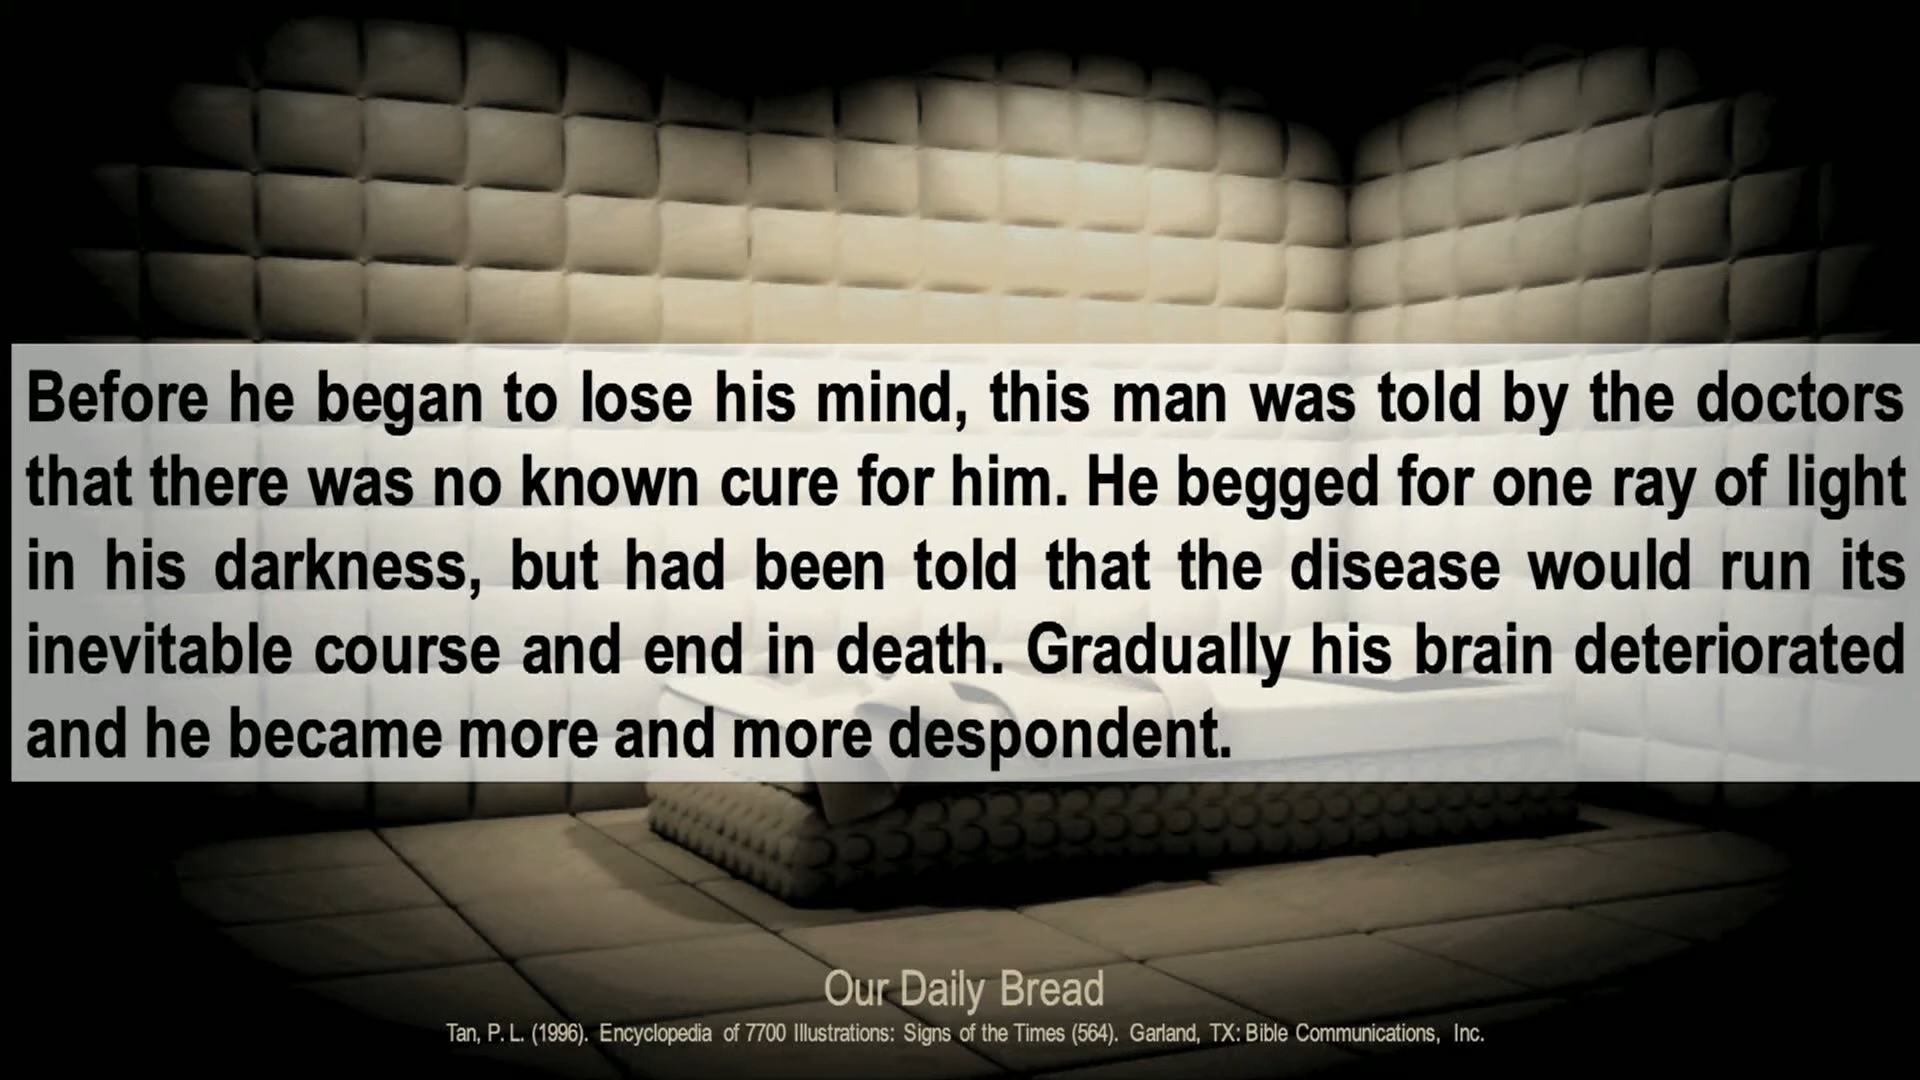 Before he began to lose his mind, this man was told by the doctors
that there was no known cure for him. He begged for one ray of light
in his darkness, but had been told that the disease would run its
inevitable course and end in death. Gradually his brain deteriorated
and he became more and more despondent.
Our Daily Bread
Tan, P. L. (1996). Encyclopedia of 7700 Illustrations: Signs of the Times (564). Garland, TX: Bible Communications, Inc.